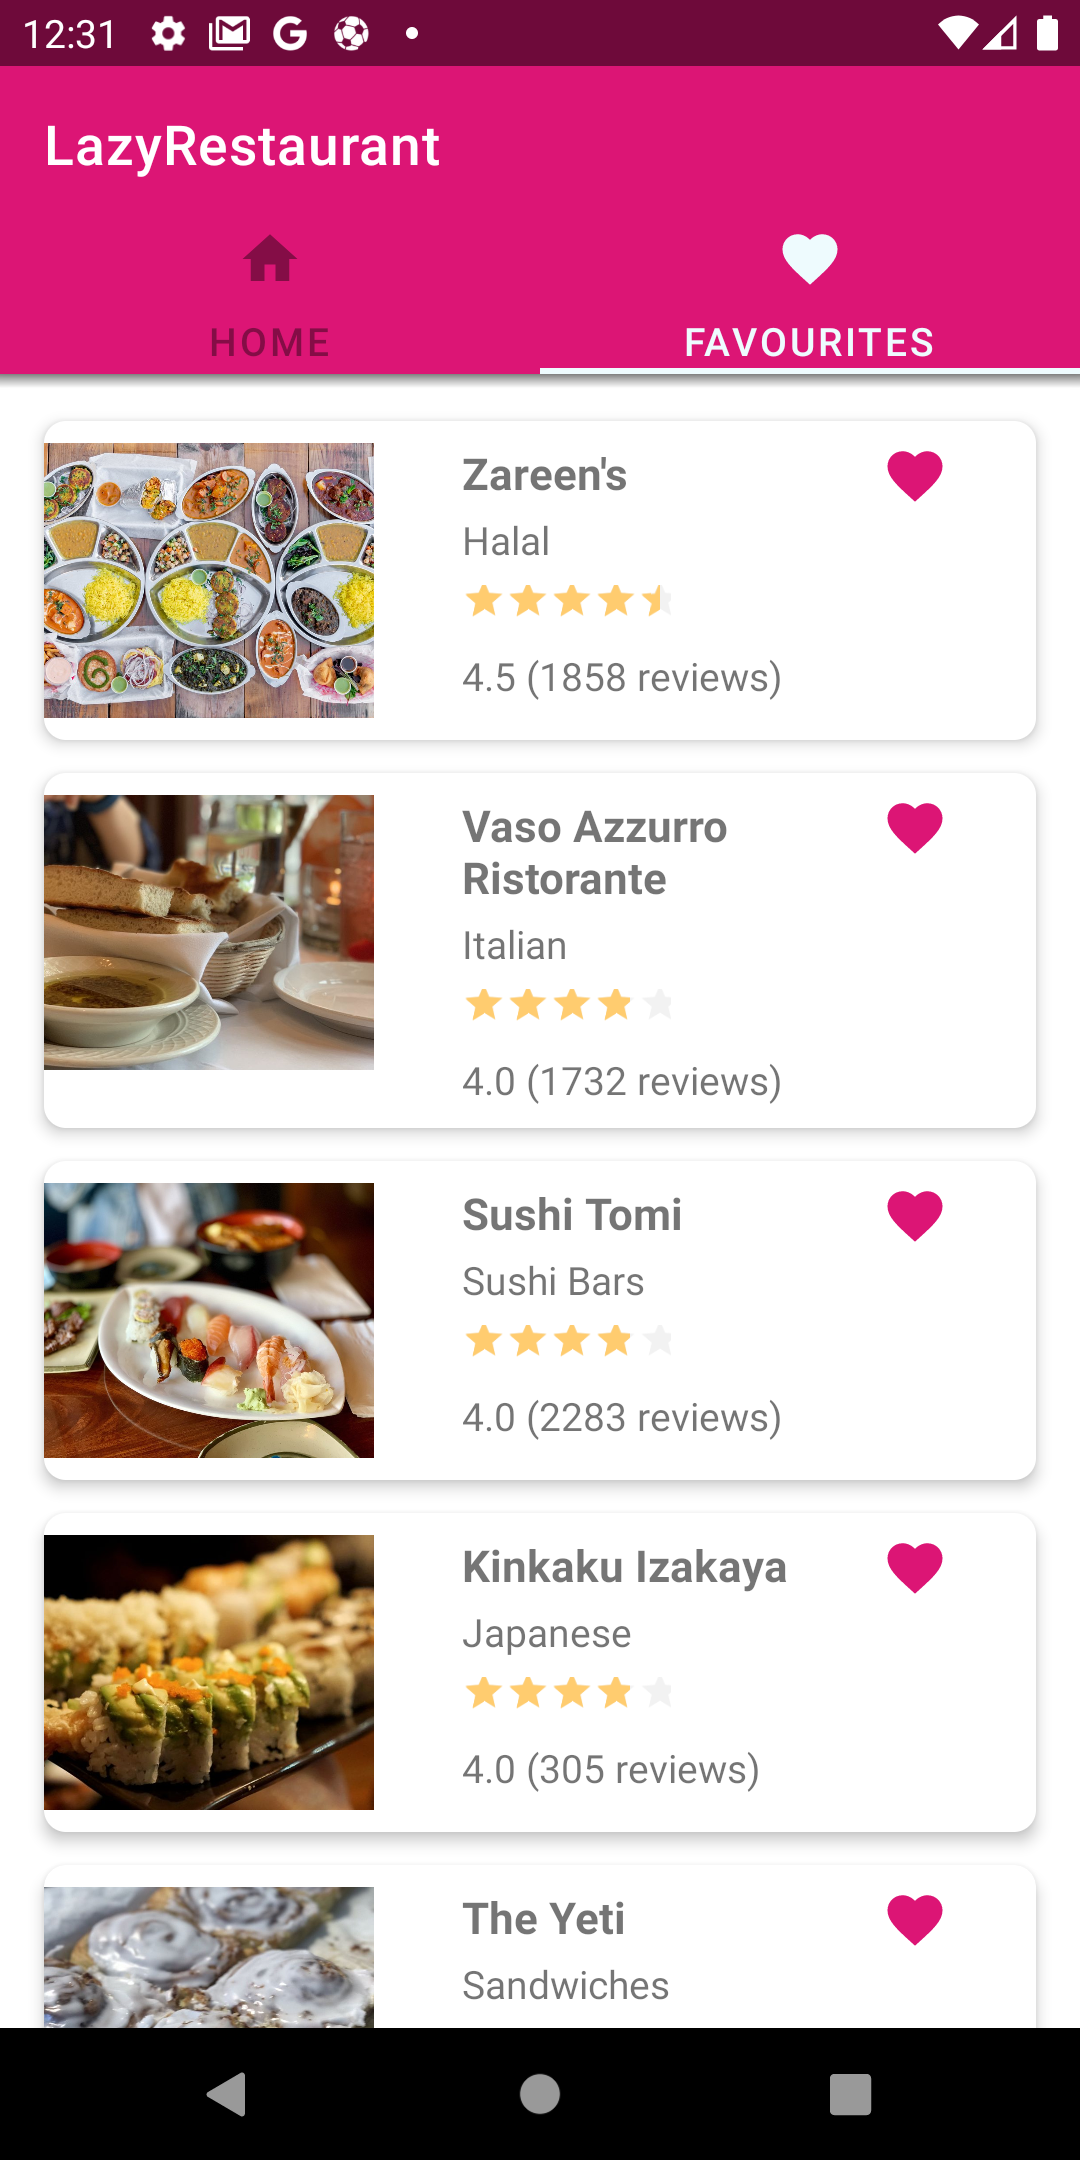 12:31
LazyRestaurant
HOME
FAVOURITES
Zareen's
Halal
4.5 (1858 reviews)
Vaso Azzurro
Ristorante
Italian
4.0 (1732 reviews)
Sushi Tomi
Sushi Bars
4.0 (2283 reviews)
Kinkaku Izakaya
Japanese
4.0 (305 reviews)
The Yeti
Sandwiches